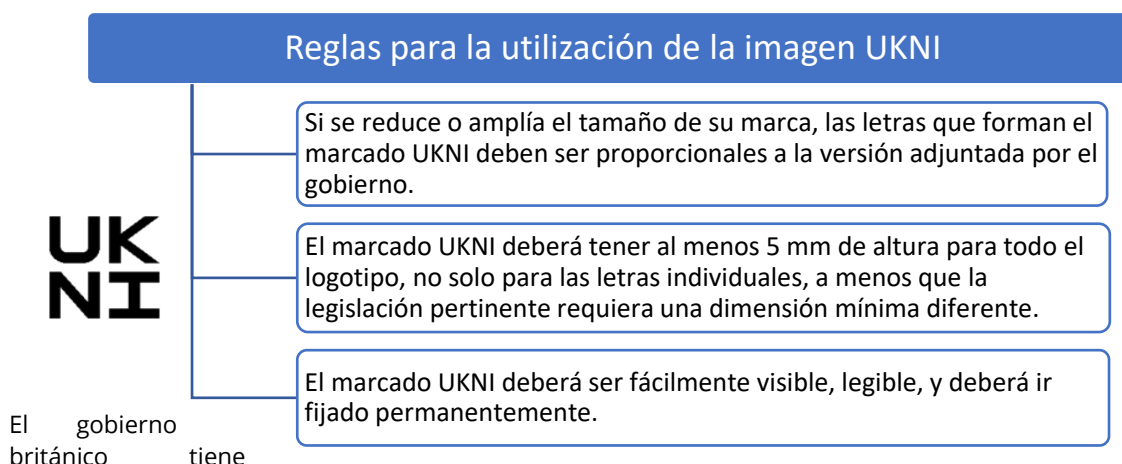 Reglas para la utilización de la imagen UKNI
Si se reduce o amplía el tamaño de su marca, las letras que forman el
marcado UKNI deben ser proporcionales a la versión adjuntada por el
gobierno.
UK
NI
El marcado UKNI deberá tener al menos 5 mm de altura para todo el
logotipo, no solo para las letras individuales, a menos que la
legislación pertinente requiera una dimensión mínima diferente.
El marcado UKNI deberá ser fácilmente visible, legible, y deberá ir
fijado permanentemente.
El gobierno
británico tiene